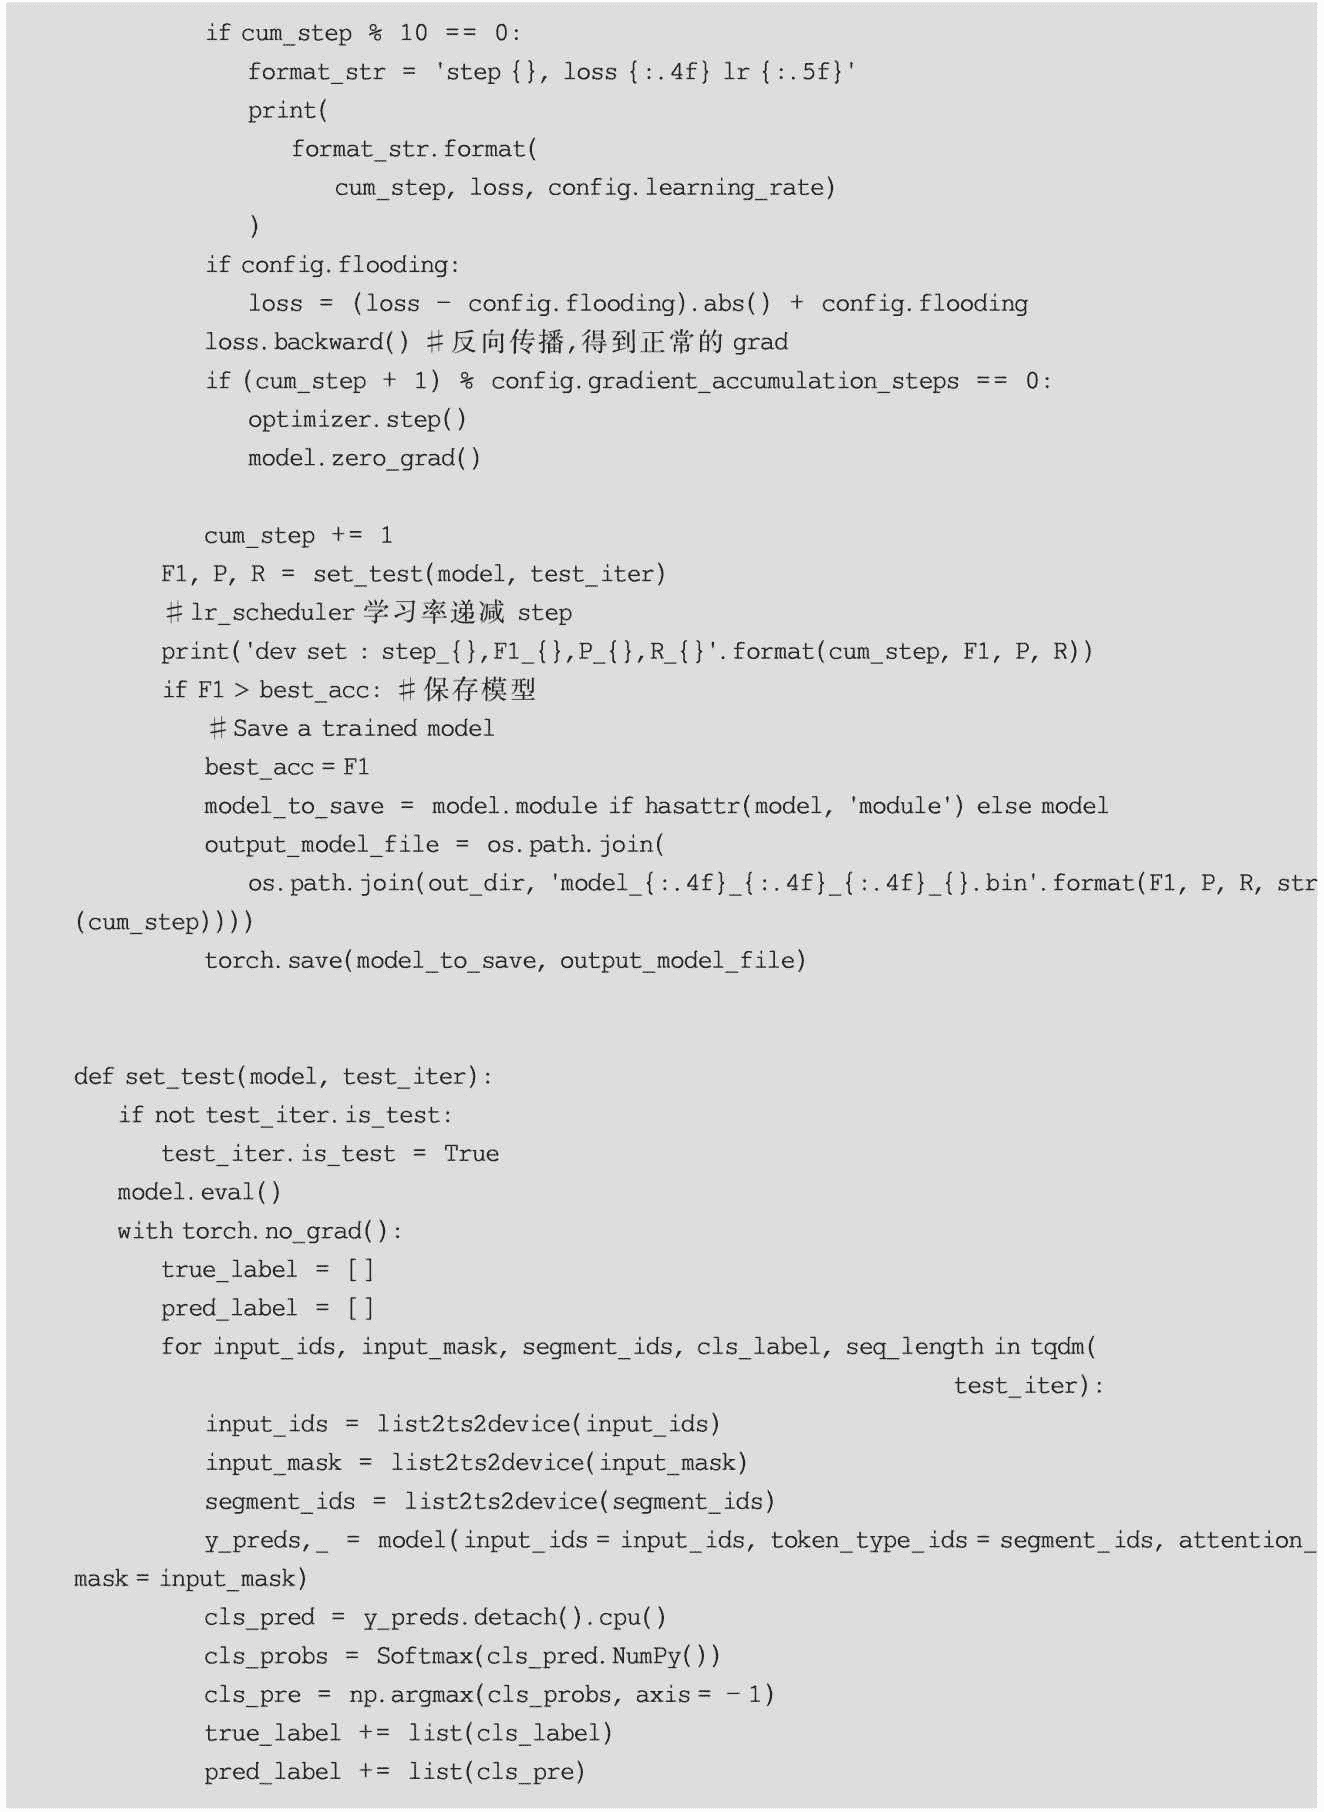 if cum_step % 10 == 0:
format_str = 'step {}, loss {:.4f} lr {:.5f}'
print(
format_str.format(
cum_step, loss, config.learning_rate)
)
if config.flooding:
loss = (loss - config.flooding).abs() + config.flooding
loss.backward() #反向传播,得到正常的 grad
if (cum_step + 1) % config.gradient_accumulation_steps == 0:
optimizer.step()
model.zero_grad()
cum_step += 1
F1, P, R = set_test(model, test_iter)
#lr_scheduler 学习率递减 step
print('dev set : step_{},F1_{},P_{},R_{}'.format(cum_step, F1, P, R))
if F1 > best_acc: #保存模型
#Save a trained model
best_acc = F1
model_to_save = model.module if hasattr(model, 'module') else model
output_model_file = os.path.join(
os.path.join(out_dir, 'model_{:.4f}_{:.4f}_{:.4f}_{}.bin'.format(F1, P, R, str
(cum_step))))
torch.save(model_to_save, output_model_file)
def set_test(model, test_iter):
if not test_iter.is_test:
test_iter.is_test = True
model.eval()
with torch.no_grad():
true_label = []
pred_label = []
for input_ids, input_mask, segment_ids, cls_label, seq_length in tqdm(
test_iter):
input_ids = list2ts2device(input_ids)
input_mask = list2ts2device(input_mask)
segment_ids = list2ts2device(segment_ids)
y_preds,_ = model(input_ids = input_ids, token_type_ids = segment_ids, attention_
mask = input_mask)
cls_pred = y_preds.detach().cpu()
cls_probs = Softmax(cls_pred.NumPy())
cls_pre = np.argmax(cls_probs, axis = -1)
true_label += list(cls_label)
pred_label += list(cls_pre)